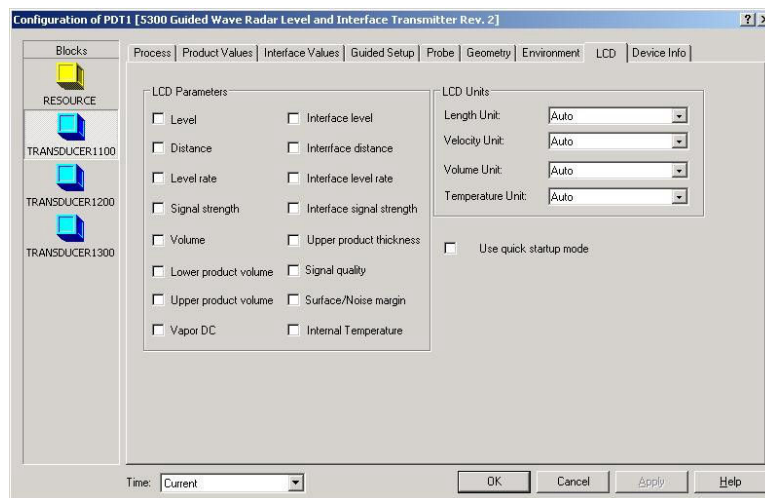 Configuration of PDT1 [5300 Guided Wave Radar Level and Interface Transmitter Rev. 2]
Blocks
RESOURCE
TRANSDUCER1100
TRANSDUCER1200
TRANSDUCER1300
Process Product Values Interface Values Guided Setup Probe Geometry Environment LCD Device Info
LCD Parameters
Level Interface level
Distance Interrface distance
Level rate Interface level rate
Signal strength Interface signal strength
Volume Upper product thickness
Lower product volume Signal quality
Upper product volume Surface/Noise margin
Vapor DC Internal Temperature
LCD Units
Length Unit: Auto
Velocity Unit: Auto
Volume Unit: Auto
Temperature Unit: Auto
Use quick startup mode
Time: Current OK Cancel Apply Help